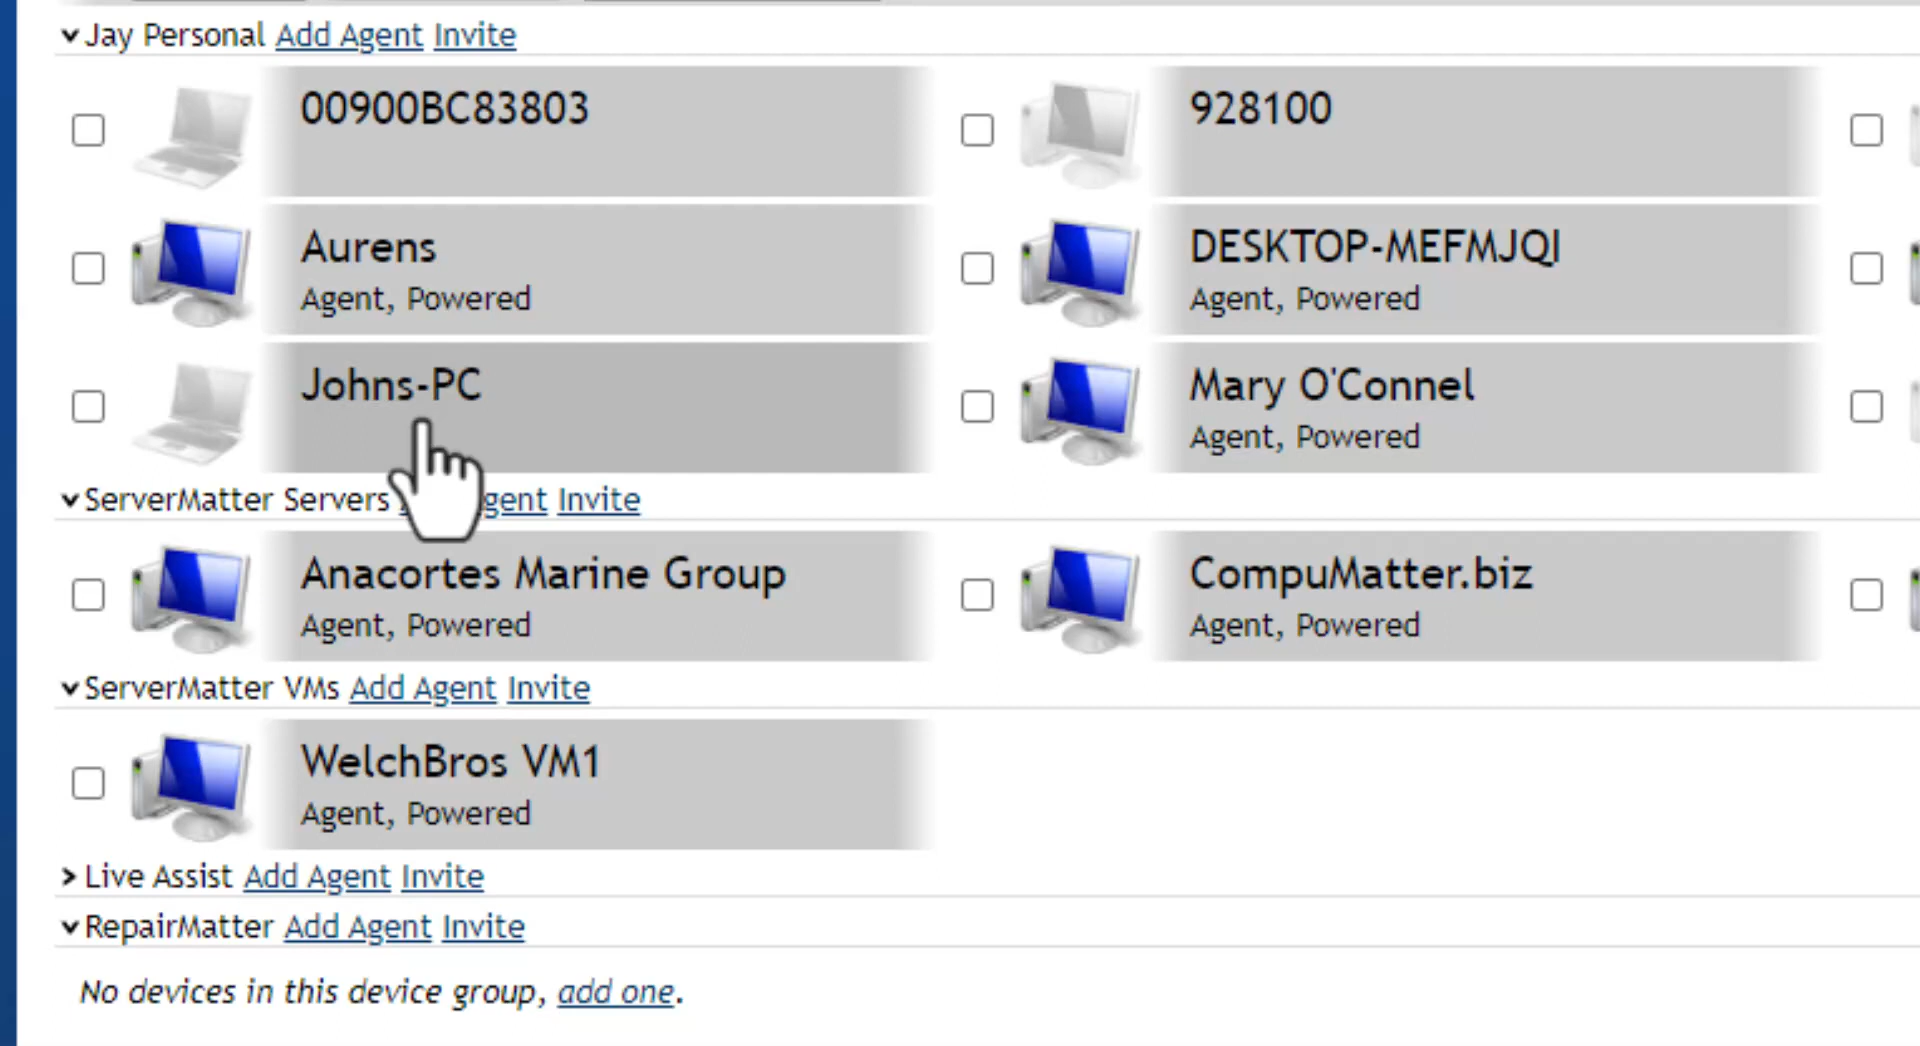 Jay Personal Add Agent Invite
00900BC83803
928100
Aurens
Agent, Powered
DESKTOP-MEFMJQI
Agent, Powered
Johns-PC
Mary O'Connel
Agent, Powered
ServerMatter Servers gent Invite
Anacortes Marine Group
Agent, Powered
CompuMatter.biz
Agent, Powered
ServerMatter VMs Add Agent Invite
WelchBros VM1
Agent, Powered
Live Assist Add Agent Invite
RepairMatter Add Agent Invite
No devices in this device group, add one.